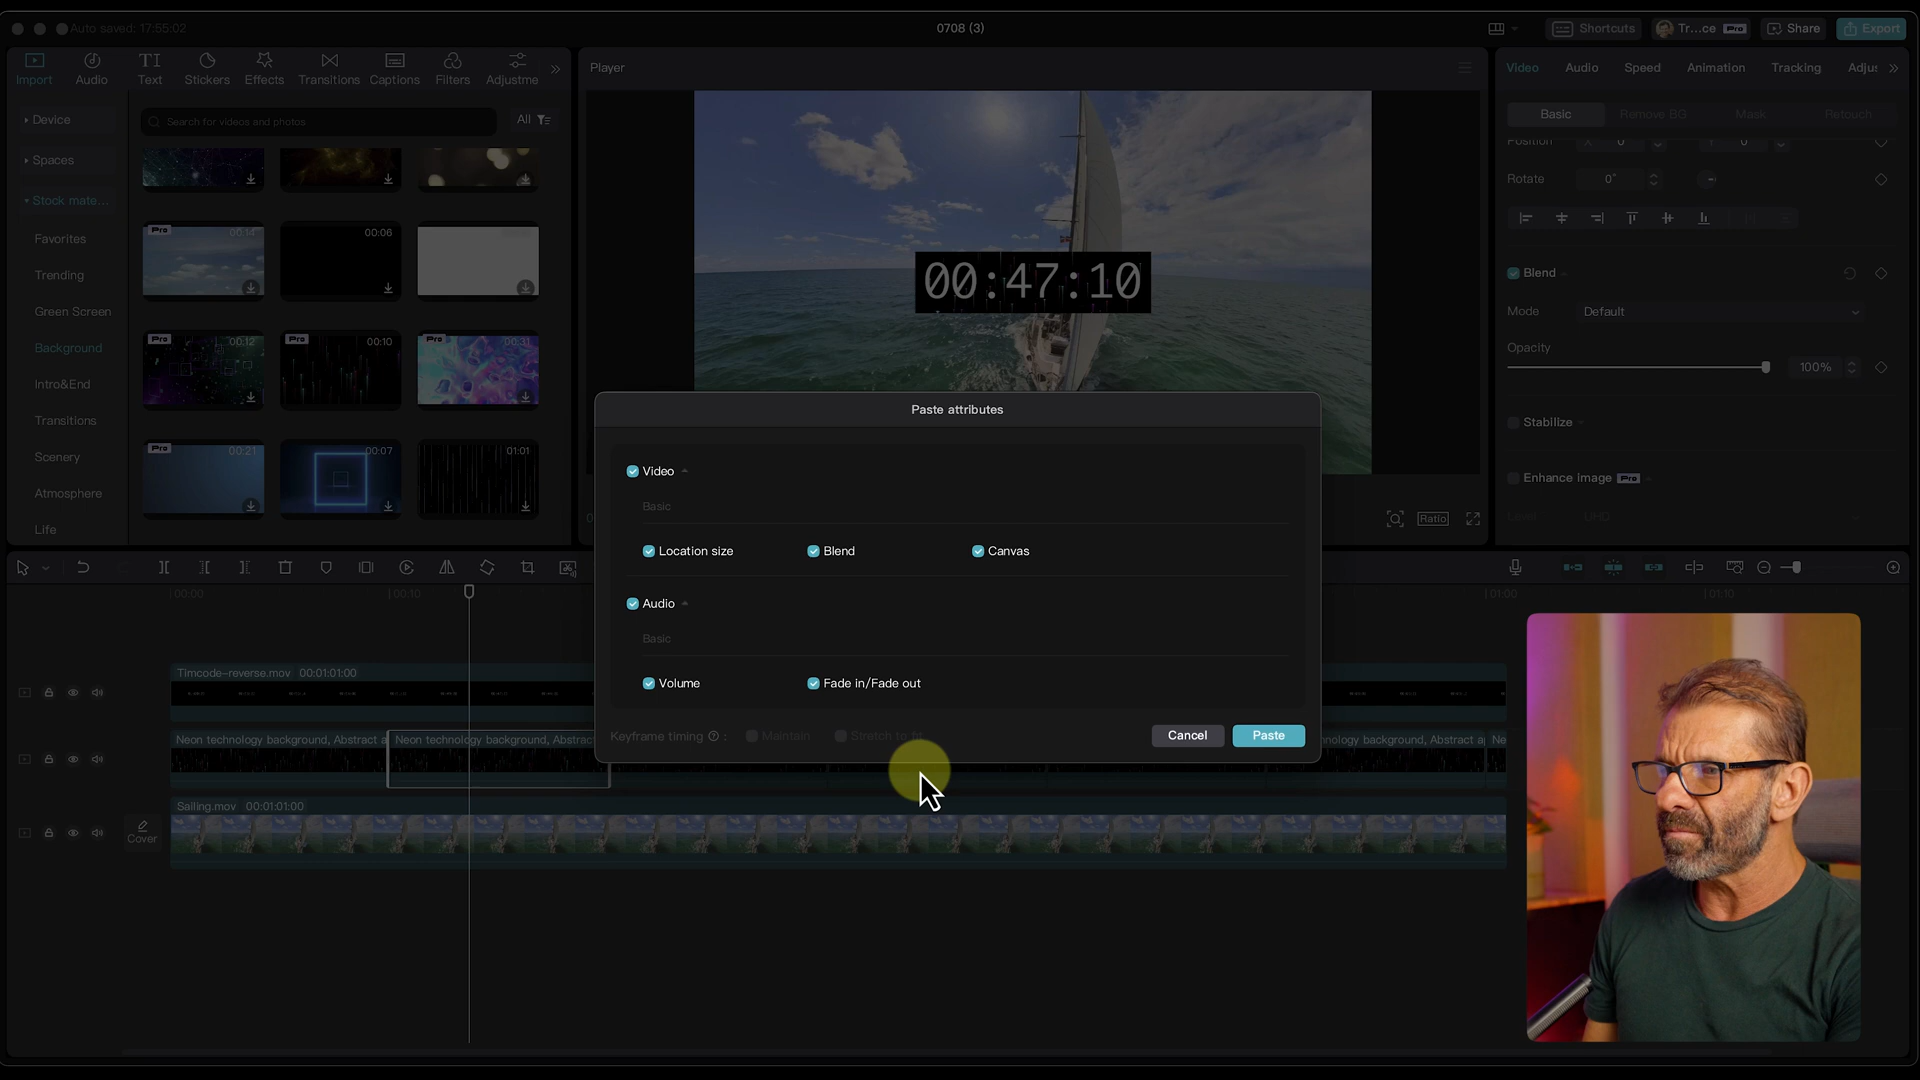 Auto saved: 17:55:02
0708 (3)
Shortcuts
Tr...ce
Pro
Share
Export
Import
Audio
Text
Stickers
Effects
Transitions
Captions
Filters
Adjustme
Player
Video
Audio
Speed
Animation
Tracking
Adjus
Device
Search for videos and photos
All
Basic
Remove BG
Mask
Retouch
Spaces
Position
X
0
Y
0
Rotate
0°
Stock mate...
Favorites
Trending
Green Screen
Background
Intro&End
Transitions
Scenery
Atmosphere
Life
Pro
00:14
00:06
Pro
00:12
Pro
00:10
Pro
00:31
Pro
00:21
00:07
01:01
00:47:10
Blend
Mode
Default
Opacity
100%
Stabilize
Enhance image
Pro
Level
UHD
Ratio
Paste attributes
Video
Basic
Location size
Blend
Canvas
Audio
Basic
Volume
Fade in/Fade out
Keyframe timing
Maintain
Stretch to fit
Cancel
Paste
00:00
00:10
01:00
01:10
Timcode-reverse.mov 00:01:01:00
Neon technology background, Abstract a
Neon technology background, Abstrac
nology background, Abstract a
Ne
Sailing.mov 00:01:01:00
Cover